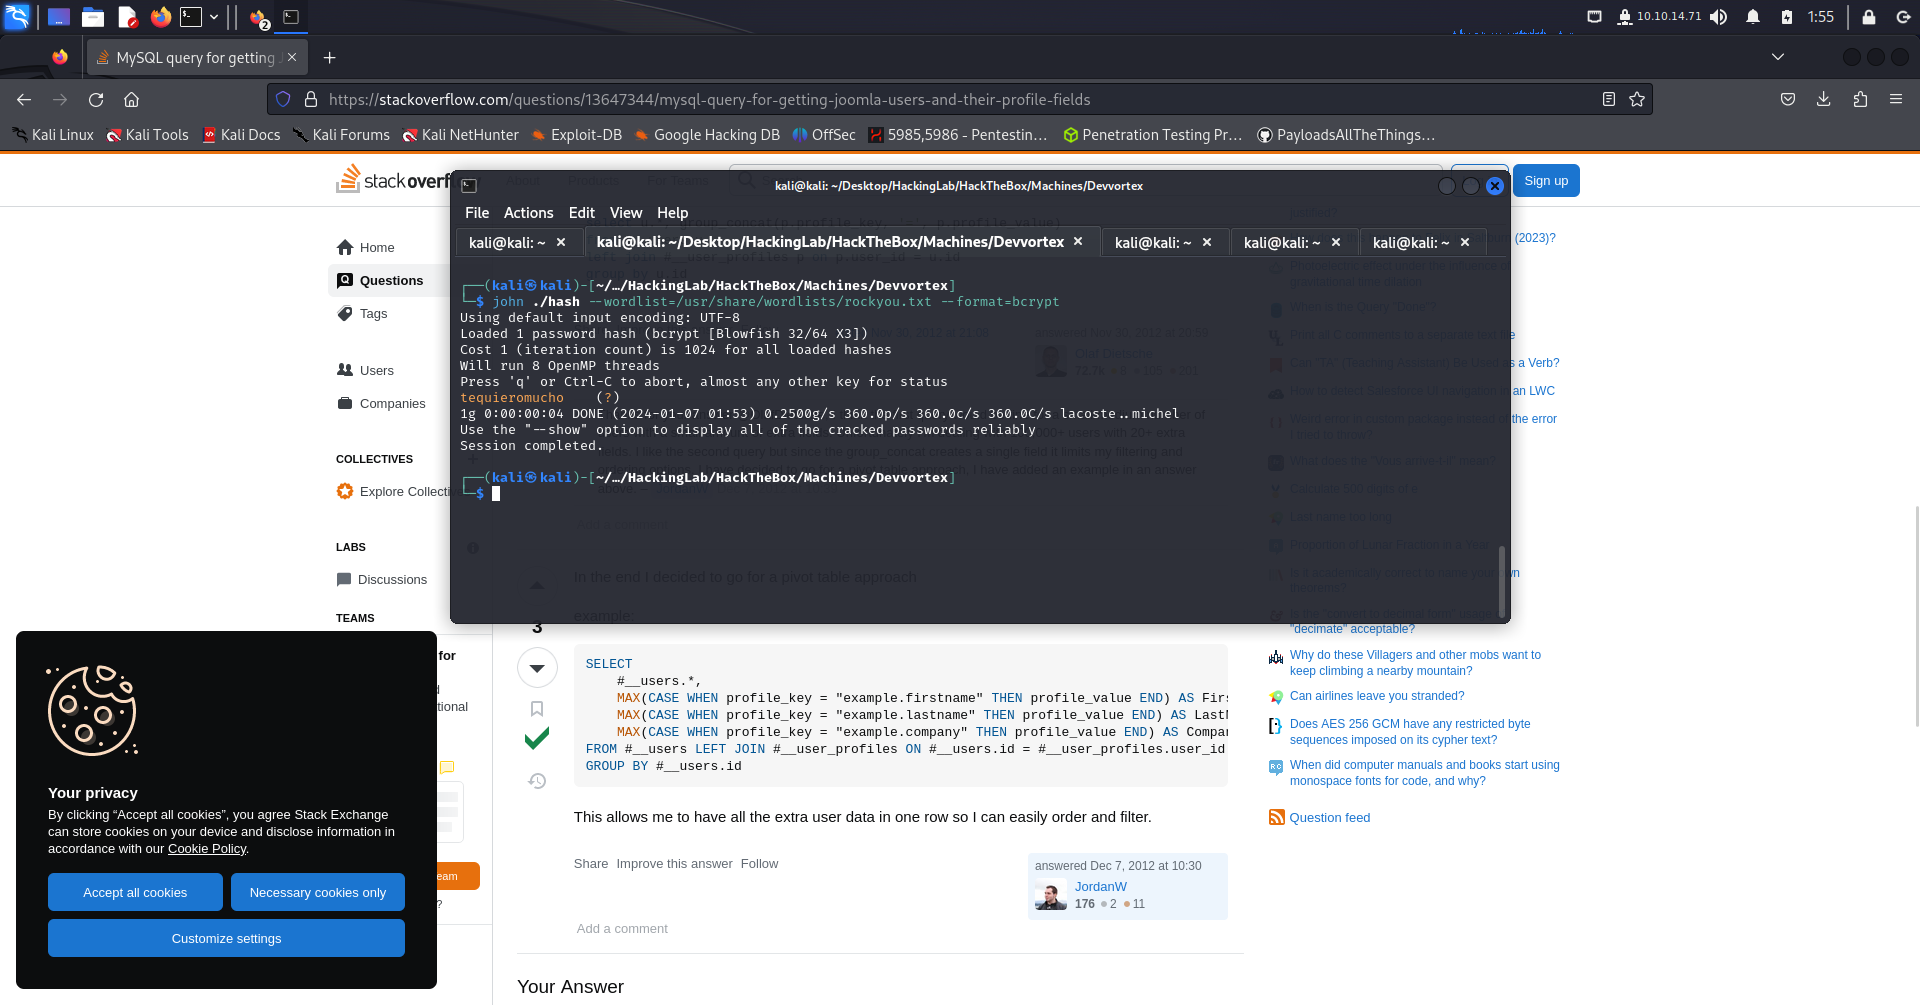 10.10.14.71
1:55
2
MySQL query for getting
https://stackoverflow.com/questions/13647344/mysql-query-for-getting-joomla-users-and-their-profile-fields
Kali Linux
Kali Tools
Kali Docs
Kali Forums
Kali NetHunter
Exploit-DB
Google Hacking DB
OffSec
5985,5986 - Pentestin…
Penetration Testing Pr…
PayloadsAllTheThings…
stack overfl
Sign up
Home
Questions
Tags
Users
Companies
COLLECTIVES
Explore Collecti
LABS
Discussions
TEAMS
kali@kali: ~/Desktop/HackingLab/HackTheBox/Machines/Devvortex
File Actions Edit View Help
kali@kali: ~
kali@kali: ~/Desktop/HackingLab/HackTheBox/Machines/Devvortex
kali@kali: ~
kali@kali: ~
kali@kali: ~
┌──(kali㉿kali)-[~/…/HackingLab/HackTheBox/Machines/Devvortex]
└─$ john ./hash --wordlist=/usr/share/wordlists/rockyou.txt --format=bcrypt
Using default input encoding: UTF-8
Loaded 1 password hash (bcrypt [Blowfish 32/64 X3])
Cost 1 (iteration count) is 1024 for all loaded hashes
Will run 8 OpenMP threads
Press 'q' or Ctrl-C to abort, almost any other key for status
tequieromucho    (?)
1g 0:00:00:04 DONE (2024-01-07 01:53) 0.2500g/s 360.0p/s 360.0c/s 360.0C/s lacoste..michel
Use the "--show" option to display all of the cracked passwords reliably
Session completed.
┌──(kali㉿kali)-[~/…/HackingLab/HackTheBox/Machines/Devvortex]
└─$
In the end I decided to go for a pivot table approach
example:
3
SELECT
#__users.*,
MAX(CASE WHEN profile_key = "example.firstname" THEN profile_value END) AS Firs
MAX(CASE WHEN profile_key = "example.lastname" THEN profile_value END) AS LastN
MAX(CASE WHEN profile_key = "example.company" THEN profile_value END) AS Compan
FROM #__users LEFT JOIN #__user_profiles ON #__users.id = #__user_profiles.user_id
GROUP BY #__users.id
This allows me to have all the extra user data in one row so I can easily order and filter.
Share Improve this answer Follow
answered Dec 7, 2012 at 10:30
JordanW
176 2 11
Add a comment
Your Answer
(2023)?
as a Verb?
an LWC
the error
"decimate" acceptable?
Why do these Villagers and other mobs want to
keep climbing a nearby mountain?
Can airlines leave you stranded?
Does AES 256 GCM have any restricted byte
sequences imposed on its cypher text?
When did computer manuals and books start using
monospace fonts for code, and why?
Question feed
for
tional
eam
?
Your privacy
By clicking “Accept all cookies”, you agree Stack Exchange
can store cookies on your device and disclose information in
accordance with our Cookie Policy.
Accept all cookies
Necessary cookies only
Customize settings